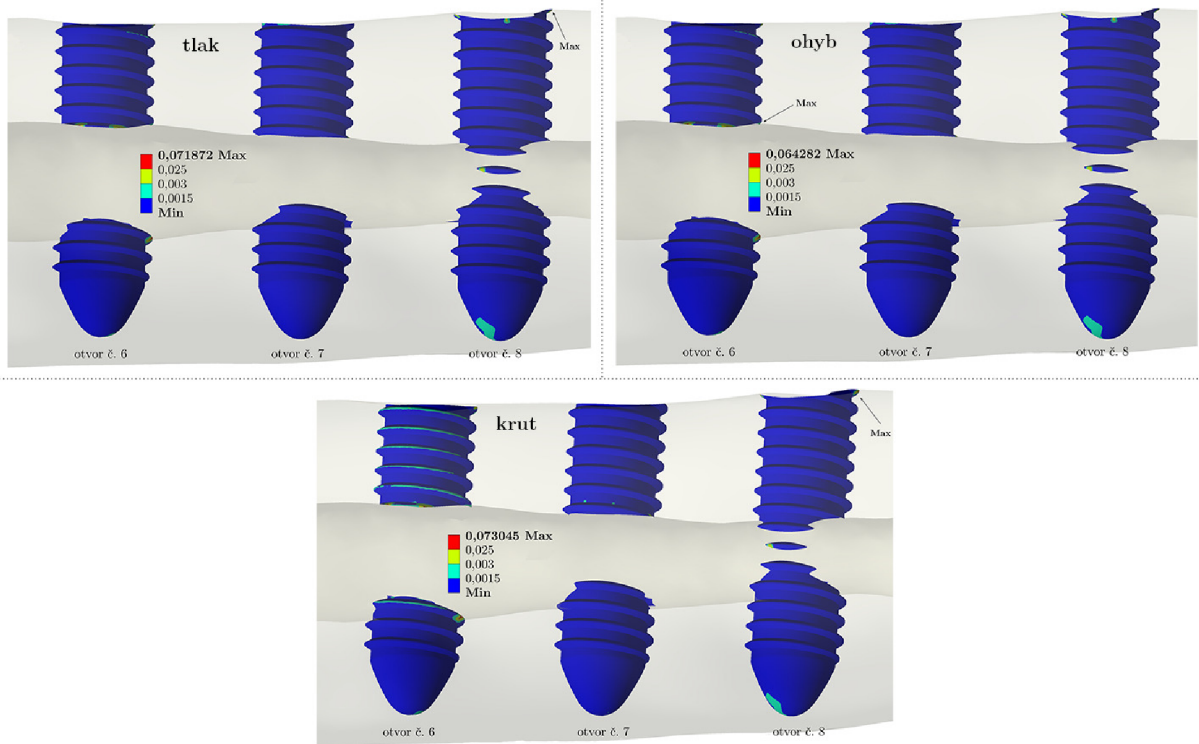 tlak
Max
0,071872 Max
0,025
0,003
0,0015
Min
otvor č. 6
otvor č. 7
otvor č. 8
ohyb
Max
0,064282 Max
0,025
0,003
0,0015
Min
otvor č. 6
otvor č. 7
otvor č. 8
krut
Max
0,073045 Max
0,025
0,003
0,0015
Min
otvor č. 6
otvor č. 7
otvor č. 8